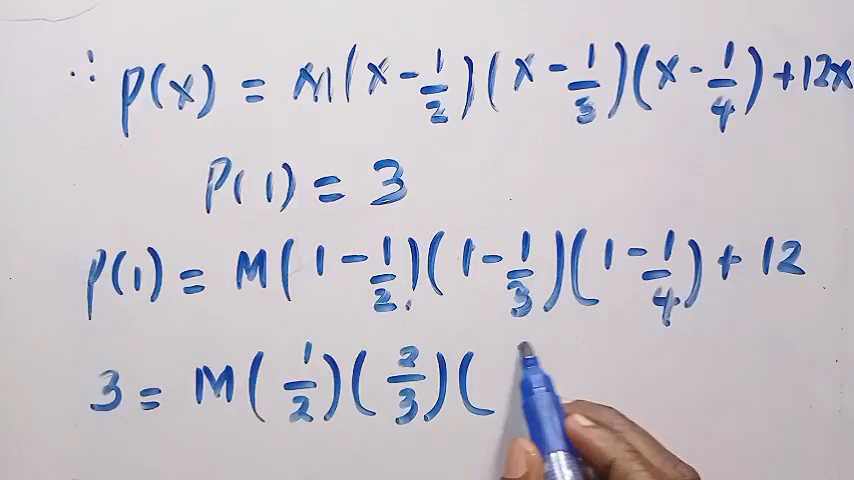 ∴ P(x) = M(x - 1/2)(x - 1/3)(x - 1/4) + 12x
P(1) = 3
P(1) = M(1 - 1/2)(1 - 1/3)(1 - 1/4) + 12
3 = M(1/2)(2/3)(